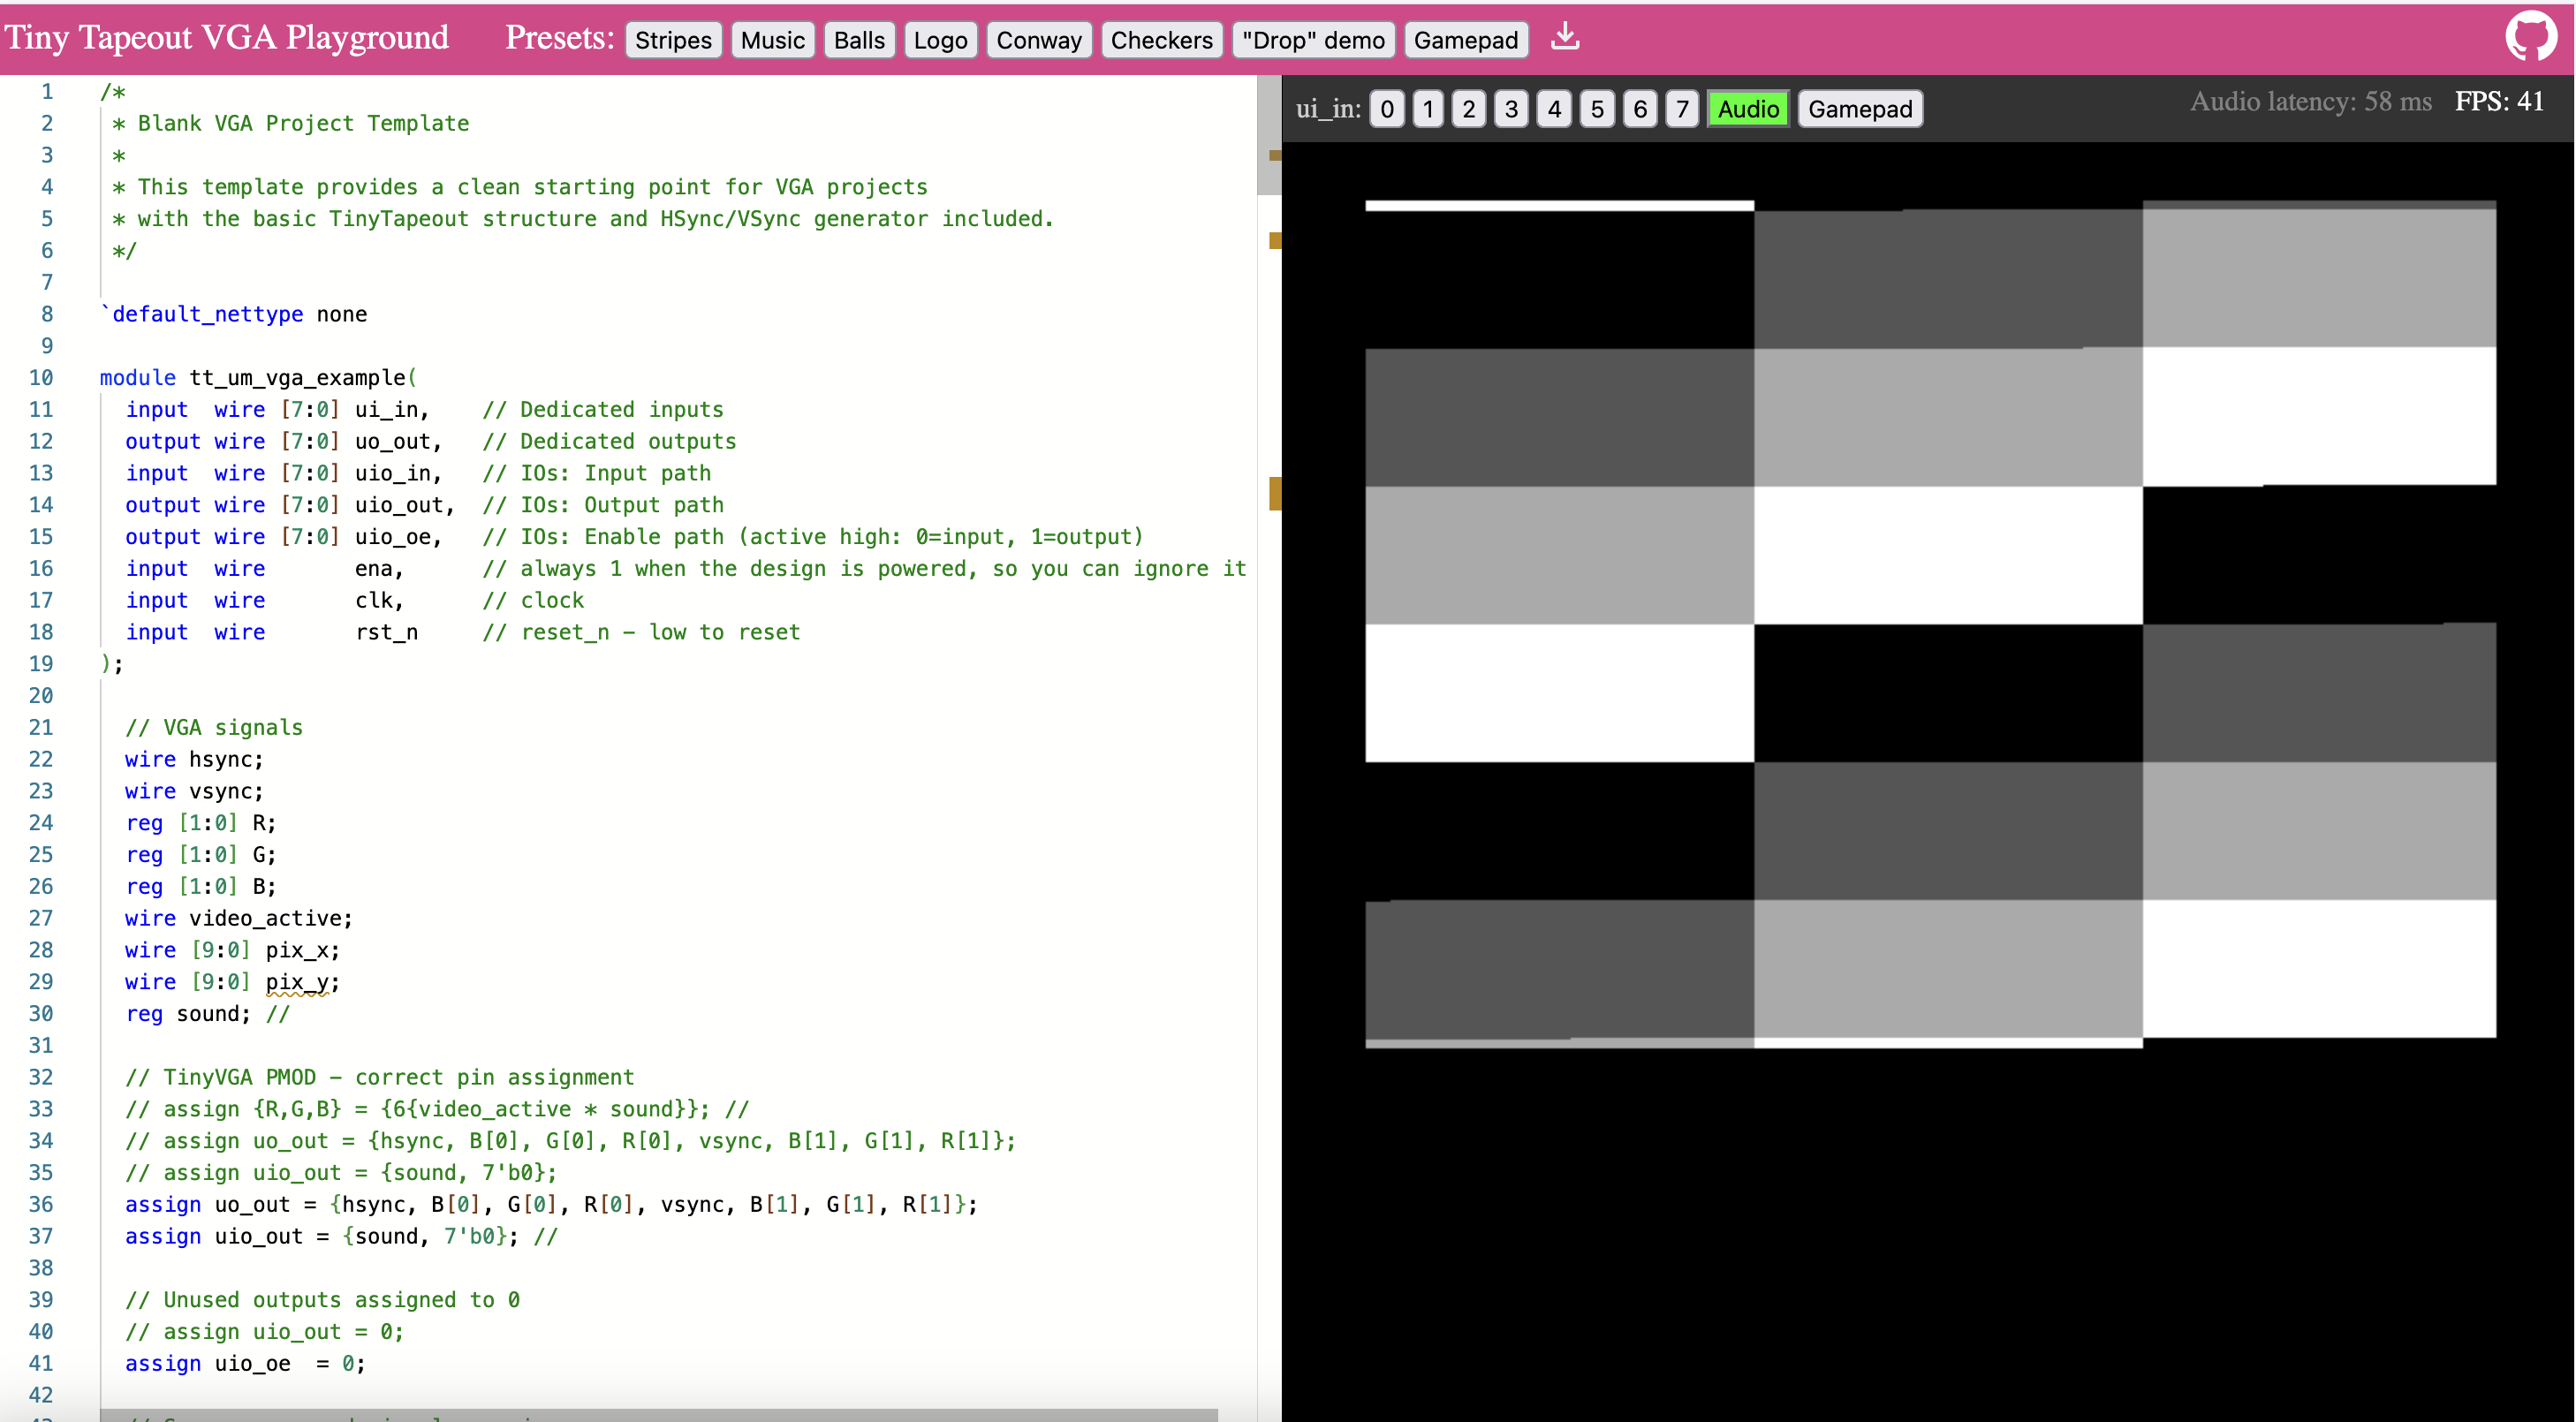 Tiny Tapeout VGA Playground Presets: Stripes Music Balls Logo Conway Checkers "Drop" demo Gamepad
1 /*
2 * Blank VGA Project Template
3 *
4 * This template provides a clean starting point for VGA projects
5 * with the basic TinyTapeout structure and HSync/VSync generator included.
6 */
7
8 `default_nettype none
9
10 module tt_um_vga_example(
11 input wire [7:0] ui_in, // Dedicated inputs
12 output wire [7:0] uo_out, // Dedicated outputs
13 input wire [7:0] uio_in, // IOs: Input path
14 output wire [7:0] uio_out, // IOs: Output path
15 output wire [7:0] uio_oe, // IOs: Enable path (active high: 0=input, 1=output)
16 input wire ena, // always 1 when the design is powered, so you can ignore it
17 input wire clk, // clock
18 input wire rst_n // reset_n - low to reset
19 );
20
21 // VGA signals
22 wire hsync;
23 wire vsync;
24 reg [1:0] R;
25 reg [1:0] G;
26 reg [1:0] B;
27 wire video_active;
28 wire [9:0] pix_x;
29 wire [9:0] pix_y;
30 reg sound; //
31
32 // TinyVGA PMOD - correct pin assignment
33 // assign {R,G,B} = {6{video_active * sound}}; //
34 // assign uo_out = {hsync, B[0], G[0], R[0], vsync, B[1], G[1], R[1]};
35 // assign uio_out = {sound, 7'b0};
36 assign uo_out = {hsync, B[0], G[0], R[0], vsync, B[1], G[1], R[1]};
37 assign uio_out = {sound, 7'b0}; //
38
39 // Unused outputs assigned to 0
40 // assign uio_out = 0;
41 assign uio_oe = 0;
42
ui_in: 0 1 2 3 4 5 6 7 Audio Gamepad Audio latency: 58 ms FPS: 41